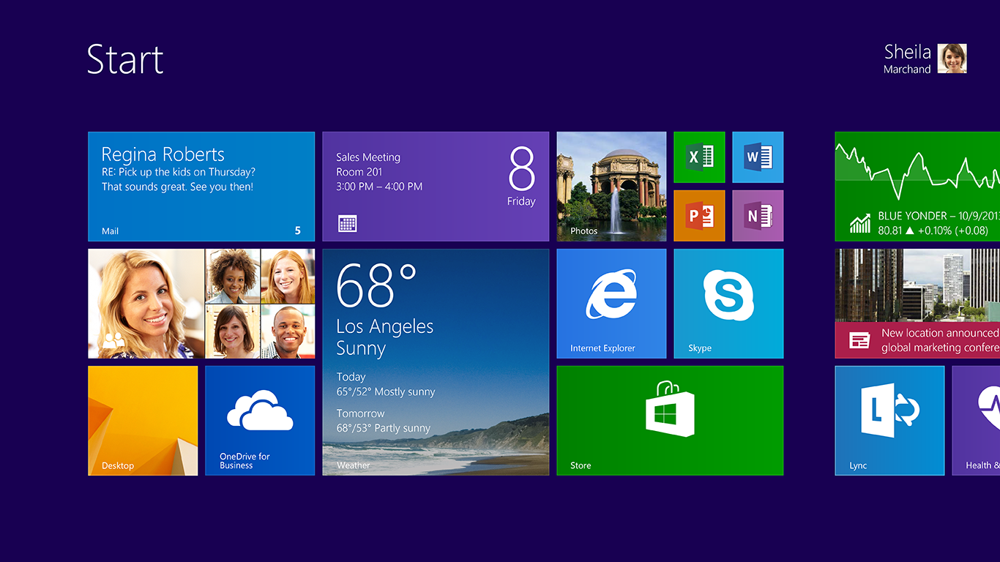 Start
Sheila
Marchand
Regina Roberts
RE: Pick up the kids on Thursday?
That sounds great. See you then!
Mail
5
Sales Meeting
Room 201
3:00 PM – 4:00 PM
8
Friday
Photos
X
W
P
N
BLUE YONDER – 10/9/2013
80.81 ▲ +0.10% (+0.08)
68°
Los Angeles
Sunny
Today
65°/52° Mostly sunny
Tomorrow
68°/53° Partly sunny
Weather
Internet Explorer
S
Skype
New location announced
global marketing confere
Desktop
OneDrive for
Business
Store
L
Lync
Health &